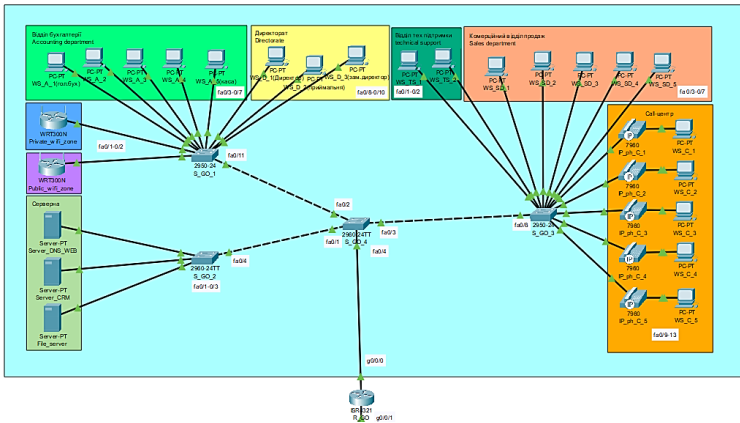 Відділ бухгалтерії
Accounting department
PC-PT
WS_A_1(гол.бух)
PC-PT
WS_A_2
PC-PT
WS_A_3
PC-PT
WS_A_4
PC-PT
WS_A_5(каса)
fa0/3-0/7
Директорат
Directorate
PC-PT
WS_D_1(Директор)
PC-PT
WS_D_2(приймальня)
PC-PT
WS_D_3(зам.директор)
fa0/8-0/10
Відділ тех підтримки
technical support
PC-PT
WS_TS_1
PC-PT
WS_TS_2
fa0/1-0/2
Комерційний відділ продаж
Sales department
PC-PT
WS_SD_1
PC-PT
WS_SD_2
PC-PT
WS_SD_3
PC-PT
WS_SD_4
PC-PT
WS_SD_5
fa0/3-0/7
WRT300N
Private_wifi_zone
fa0/1-0/2
WRT300N
Public_wifi_zone
2950-24
S_GO_1
fa0/11
Серверна
Server-PT
Server_DNS_WEB
Server-PT
Server_CRM
Server-PT
File_server
2960-24TT
S_GO_2
fa0/4
fa0/1-0/3
fa0/2
fa0/1
2960-24TT
S_GO_4
fa0/3
fa0/4
fa0/8
2950-24
S_GO_3
Call-центр
7960
IP_ph_C_1
PC-PT
WS_C_1
7960
IP_ph_C_2
PC-PT
WS_C_2
7960
IP_ph_C_3
PC-PT
WS_C_3
7960
IP_ph_C_4
PC-PT
WS_C_4
7960
IP_ph_C_5
PC-PT
WS_C_5
fa0/9-13
g0/0/0
R_GO
g0/0/1